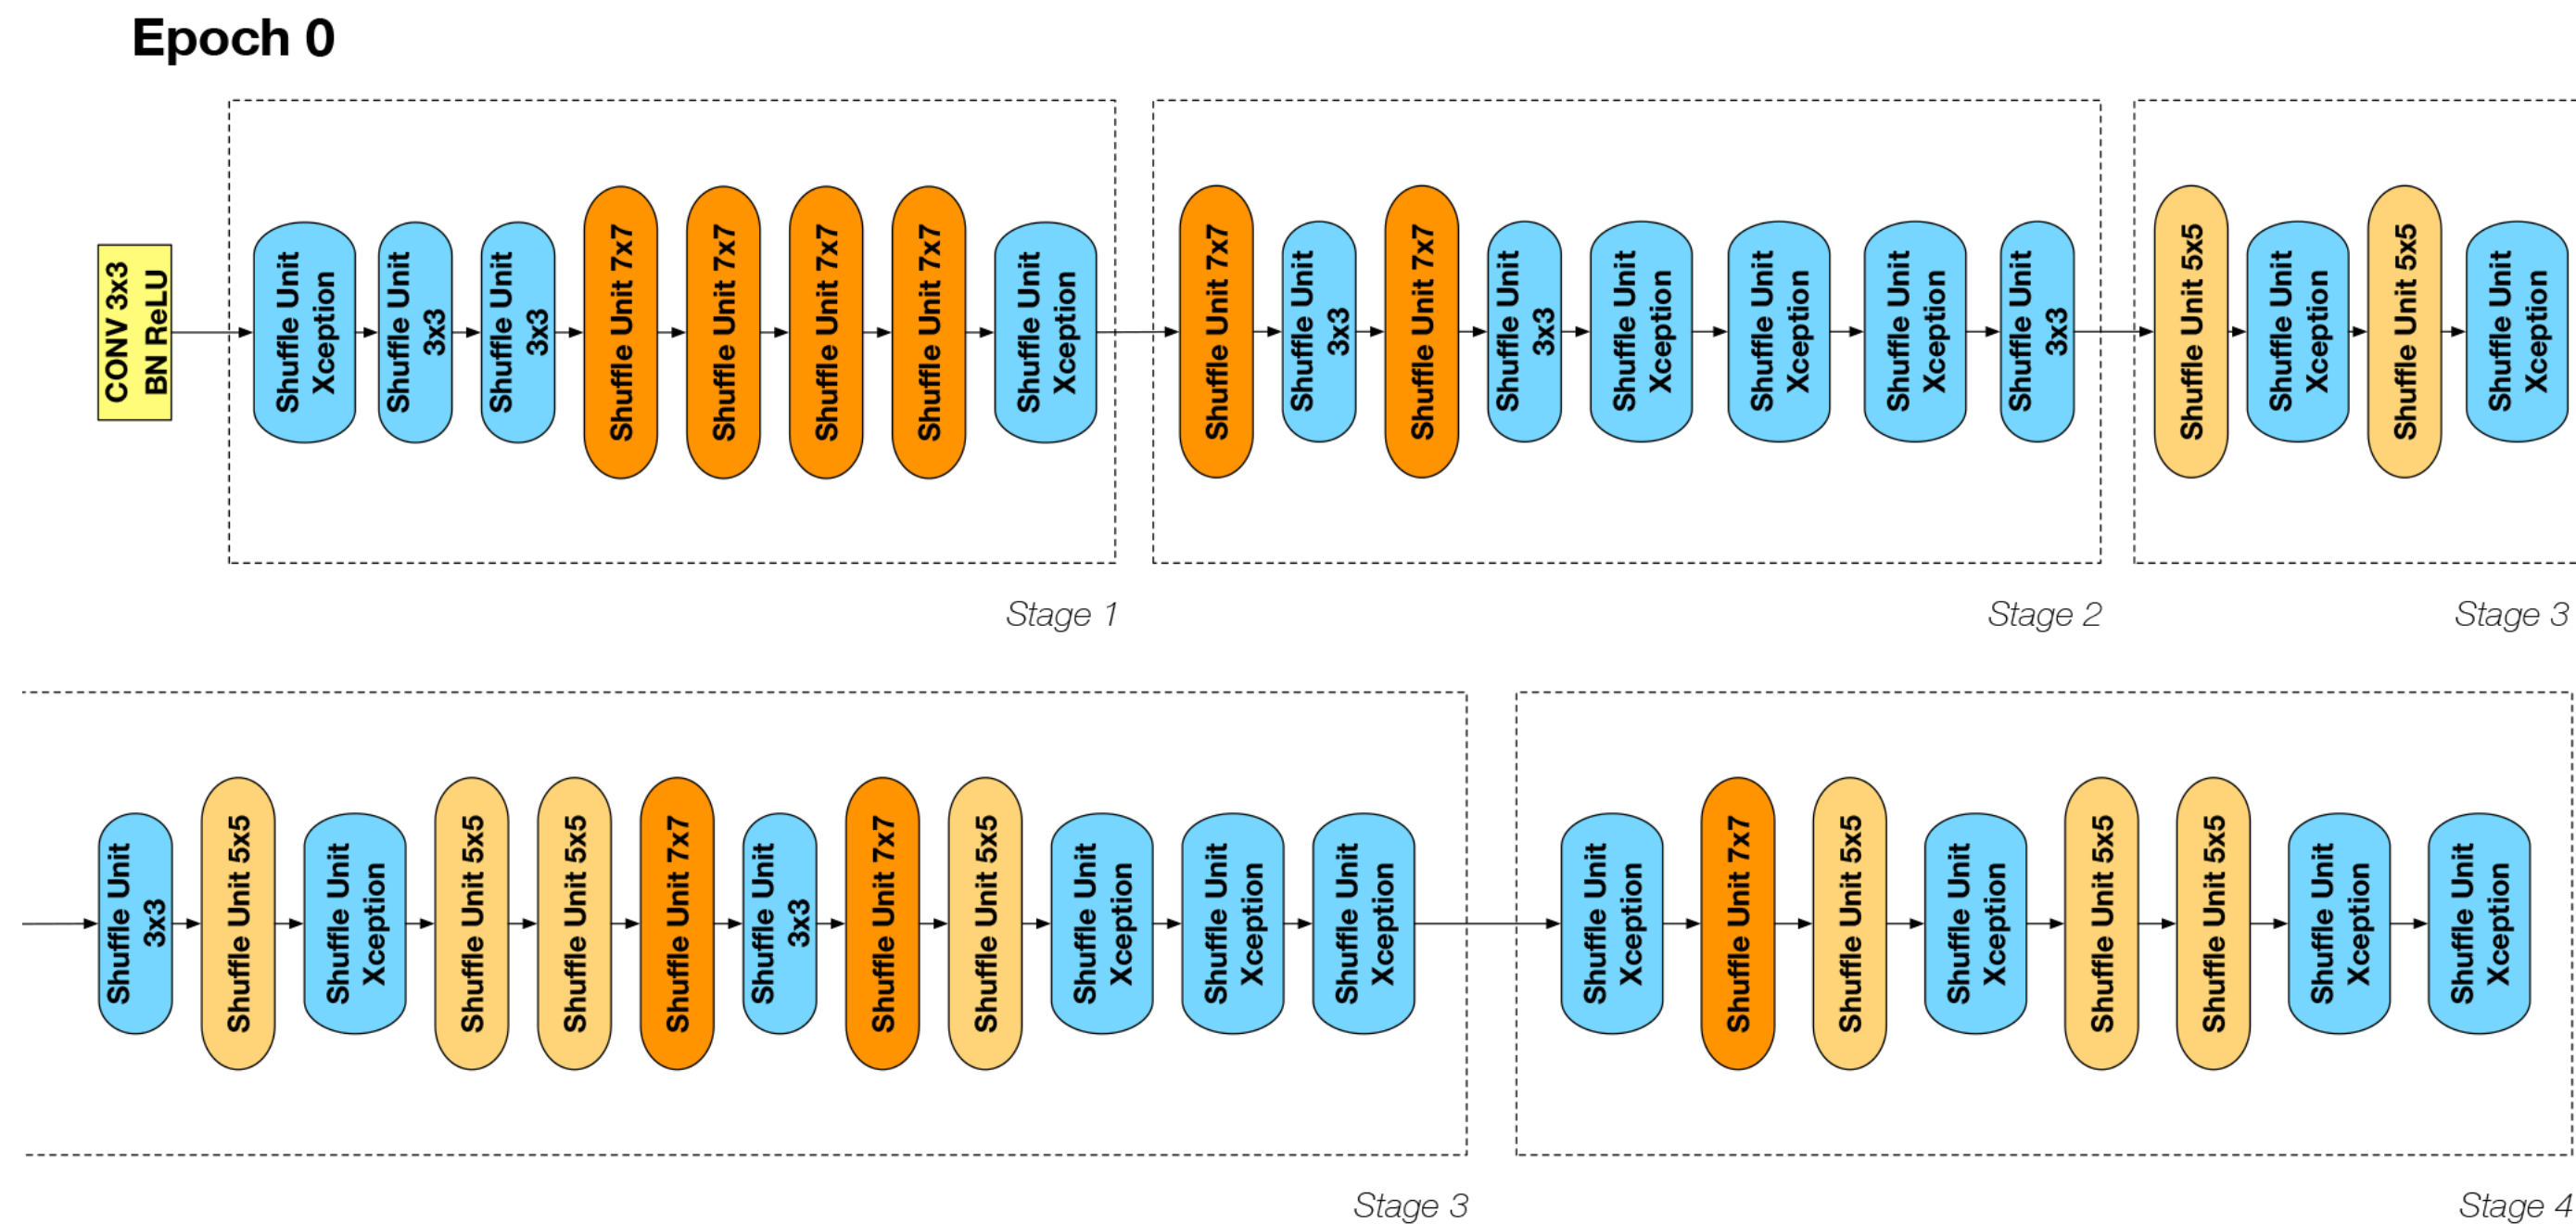 Epoch 0
CONV 3x3
BN ReLU
Shuffle Unit
Xception
Shuffle Unit
3x3
Shuffle Unit
3x3
Shuffle Unit 7x7
Shuffle Unit 7x7
Shuffle Unit 7x7
Shuffle Unit 7x7
Shuffle Unit
Xception
Shuffle Unit 7x7
Shuffle Unit
3x3
Shuffle Unit 7x7
Shuffle Unit
3x3
Shuffle Unit
Xception
Shuffle Unit
Xception
Shuffle Unit
Xception
Shuffle Unit
3x3
Shuffle Unit 5x5
Shuffle Unit
Xception
Shuffle Unit 5x5
Shuffle Unit
Xception
Stage 1
Stage 2
Stage 3
Shuffle Unit
3x3
Shuffle Unit 5x5
Shuffle Unit
Xception
Shuffle Unit 5x5
Shuffle Unit 5x5
Shuffle Unit 7x7
Shuffle Unit
3x3
Shuffle Unit 7x7
Shuffle Unit 5x5
Shuffle Unit
Xception
Shuffle Unit
Xception
Shuffle Unit
Xception
Shuffle Unit
Xception
Shuffle Unit 7x7
Shuffle Unit 5x5
Shuffle Unit
Xception
Shuffle Unit 5x5
Shuffle Unit 5x5
Shuffle Unit
Xception
Shuffle Unit
Xception
Stage 3
Stage 4